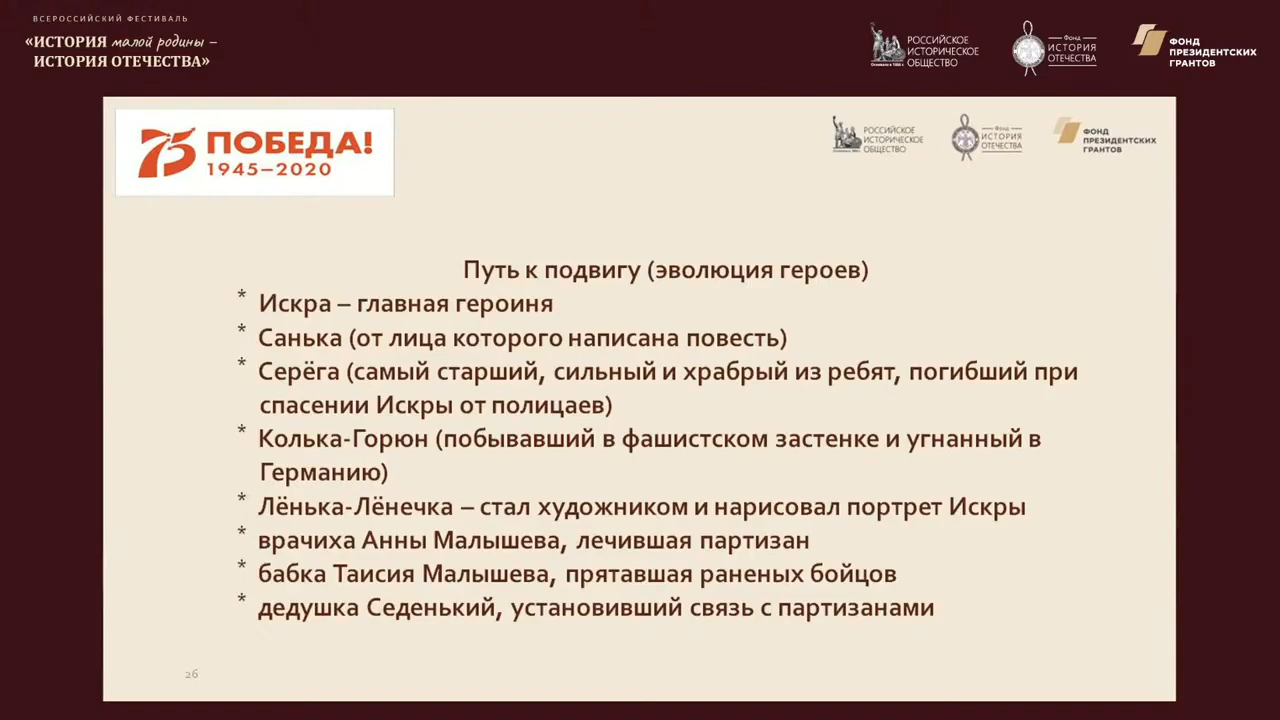 ВСЕРОССИЙСКИЙ ФЕСТИВАЛЬ
«ИСТОРИЯ малой родины –
ИСТОРИЯ ОТЕЧЕСТВА»
РОССИЙСКОЕ
ИСТОРИЧЕСКОЕ
ОБЩЕСТВО
Основано в 1866 г.
Фонд
ИСТОРИЯ
ОТЕЧЕСТВА
ФОНД
ПРЕЗИДЕНТСКИХ
ГРАНТОВ
75 ПОБЕДА!
1945–2020
РОССИЙСКОЕ
ИСТОРИЧЕСКОЕ
ОБЩЕСТВО
Фонд
ИСТОРИЯ
ОТЕЧЕСТВА
ФОНД
ПРЕЗИДЕНТСКИХ
ГРАНТОВ
Путь к подвигу (эволюция героев)
* Искра – главная героиня
* Санька (от лица которого написана повесть)
* Серёга (самый старший, сильный и храбрый из ребят, погибший при
спасении Искры от полицаев)
* Колька-Горюн (побывавший в фашистском застенке и угнанный в
Германию)
* Лёнька-Лёнечка – стал художником и нарисовал портрет Искры
* врачиха Анны Малышева, лечившая партизан
* бабка Таисия Малышева, прятавшая раненых бойцов
* дедушка Седенький, установивший связь с партизанами
26